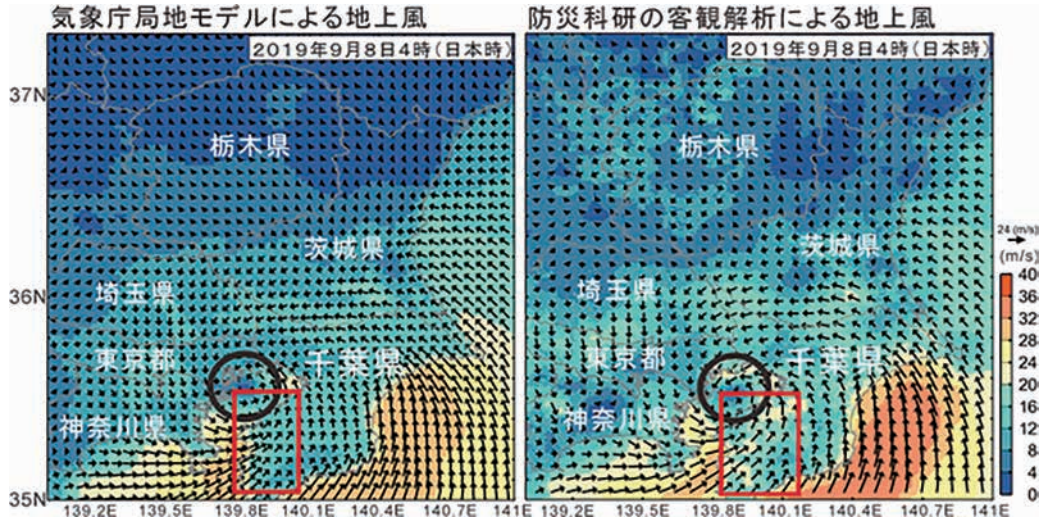 気象庁局地モデルによる地上風
防災科研の客観解析による地上風
2019年9月8日4時(日本時)
2019年9月8日4時(日本時)
37N
36N
35N
栃木県
茨城県
埼玉県
東京都
千葉県
神奈川県
栃木県
茨城県
埼玉県
東京都
千葉県
神奈川県
24 (m/s)
(m/s)
40
36
32
28
24
20
16
12
8
4
0
139.2E 139.5E 139.8E 140.1E 140.4E 140.7E 141E
139.2E 139.5E 139.8E 140.1E 140.4E 140.7E 141E